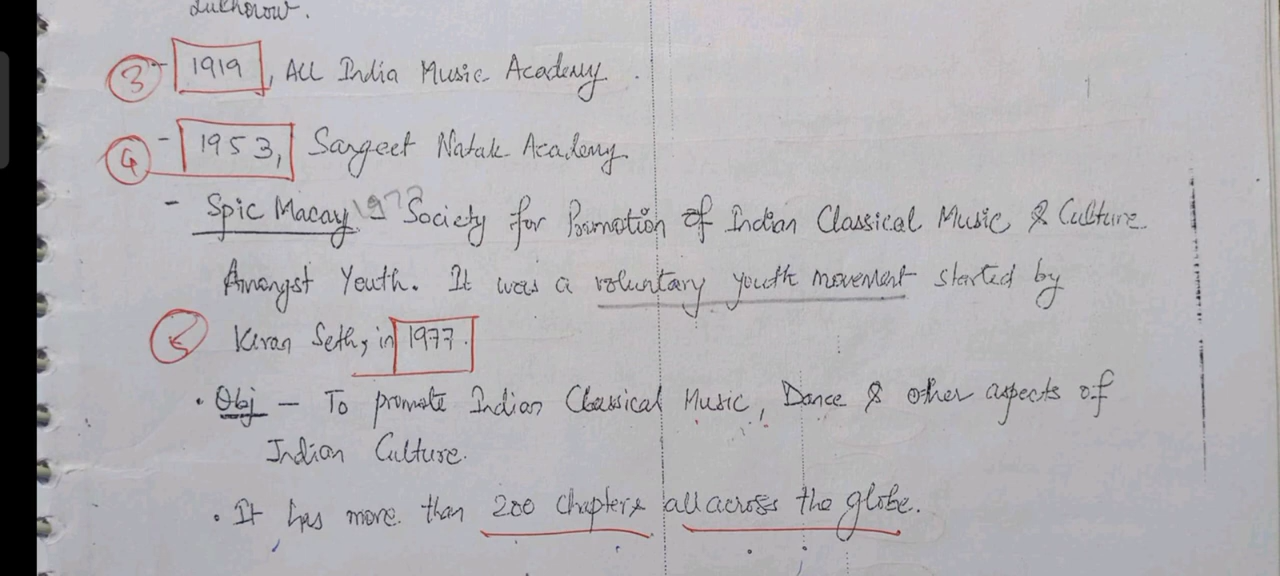 Lucknow.
③ - 1919, All India Music Academy.
④ - 1953, Sangeet Natak Academy.
- Spic Macay 1977 Society for Promotion of Indian Classical Music & Culture
Amongst Youth. It was a voluntary youth movement started by
⑤ Kiran Seth, in 1977.
• Obj - To promote Indian Classical Music, Dance & other aspects of
Indian Culture.
• It has more than 200 chapters all across the globe.